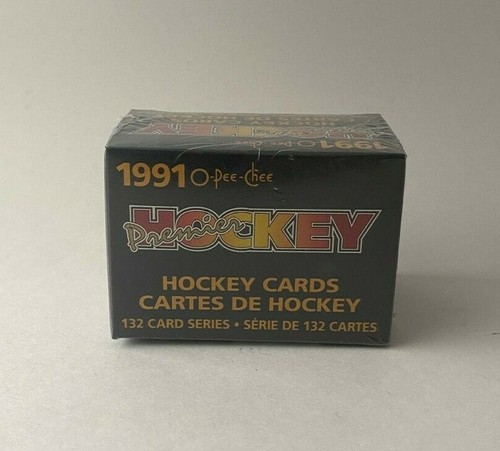 1991 O-Pee-Chee
Premier HOCKEY
HOCKEY CARDS
CARTES DE HOCKEY
132 CARD SERIES • SÉRIE DE 132 CARTES